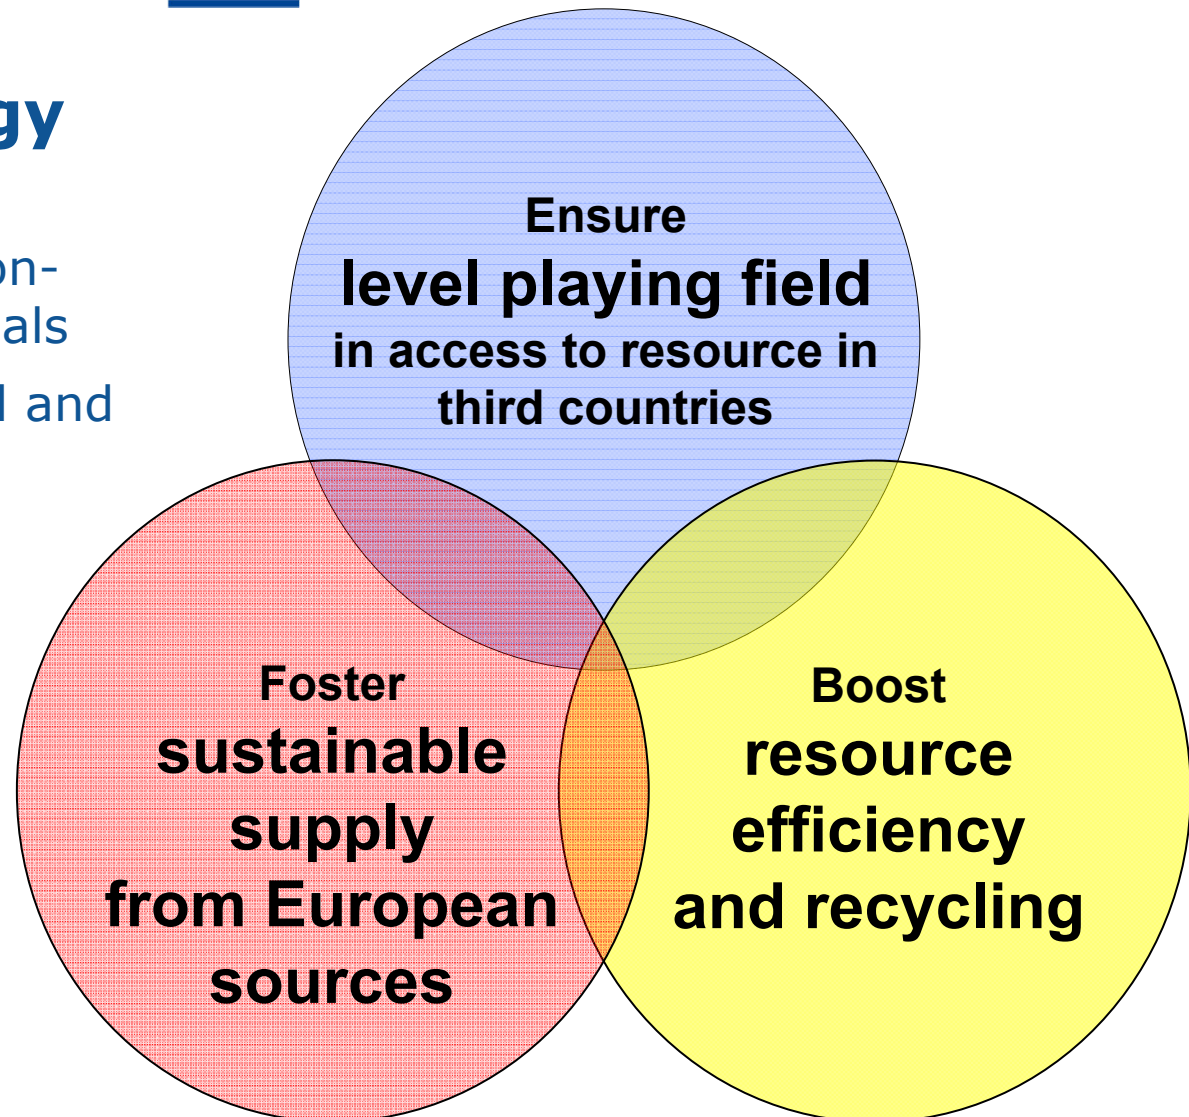 gy
on-
als
and
Ensure
level playing field
in access to resource in
third countries
Foster
sustainable
supply
from European
sources
Boost
resource
efficiency
and recycling